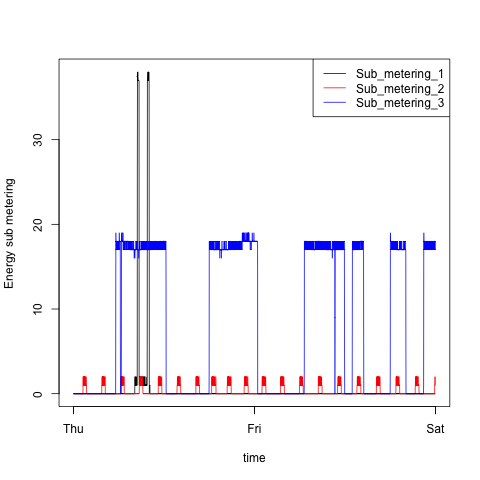 Sub_metering_1
Sub_metering_2
Sub_metering_3
Energy sub metering
30
20
10
0
Thu
Fri
Sat
time